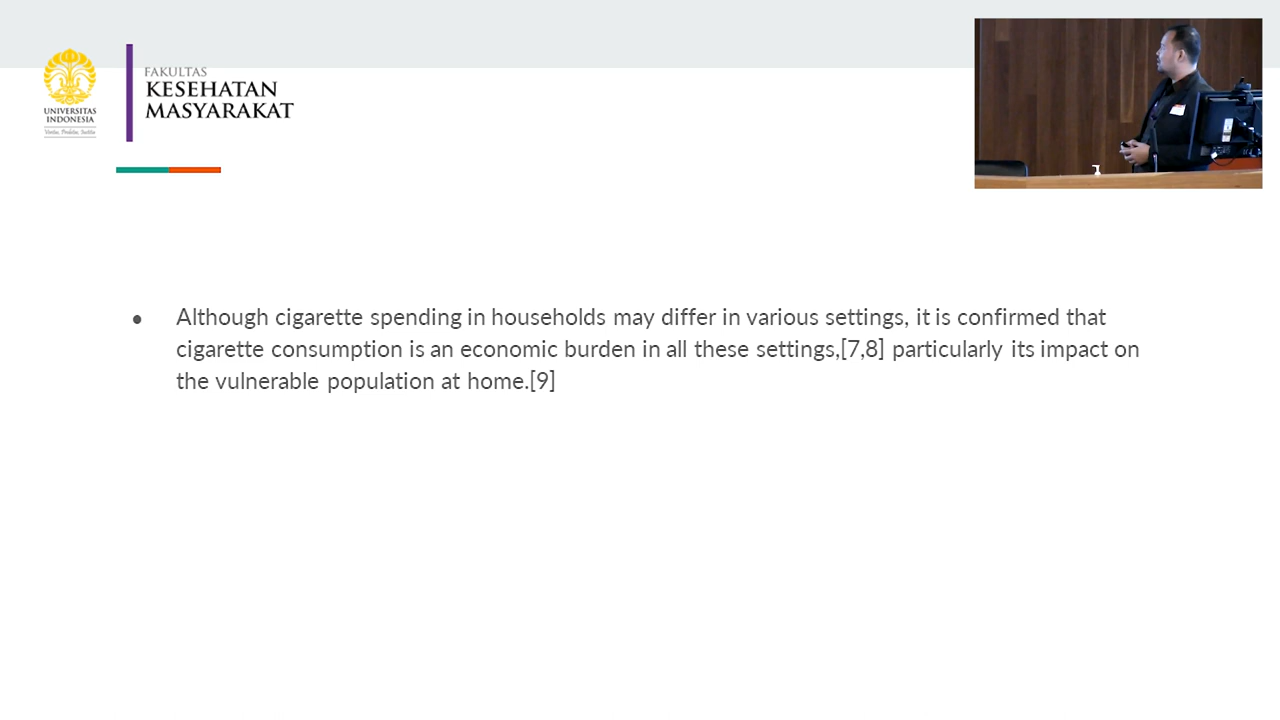 UNIVERSITAS
INDONESIA
Veritas, Probitas, Iustitia
FAKULTAS
KESEHATAN
MASYARAKAT
● Although cigarette spending in households may differ in various settings, it is confirmed that
cigarette consumption is an economic burden in all these settings,[7,8] particularly its impact on
the vulnerable population at home.[9]